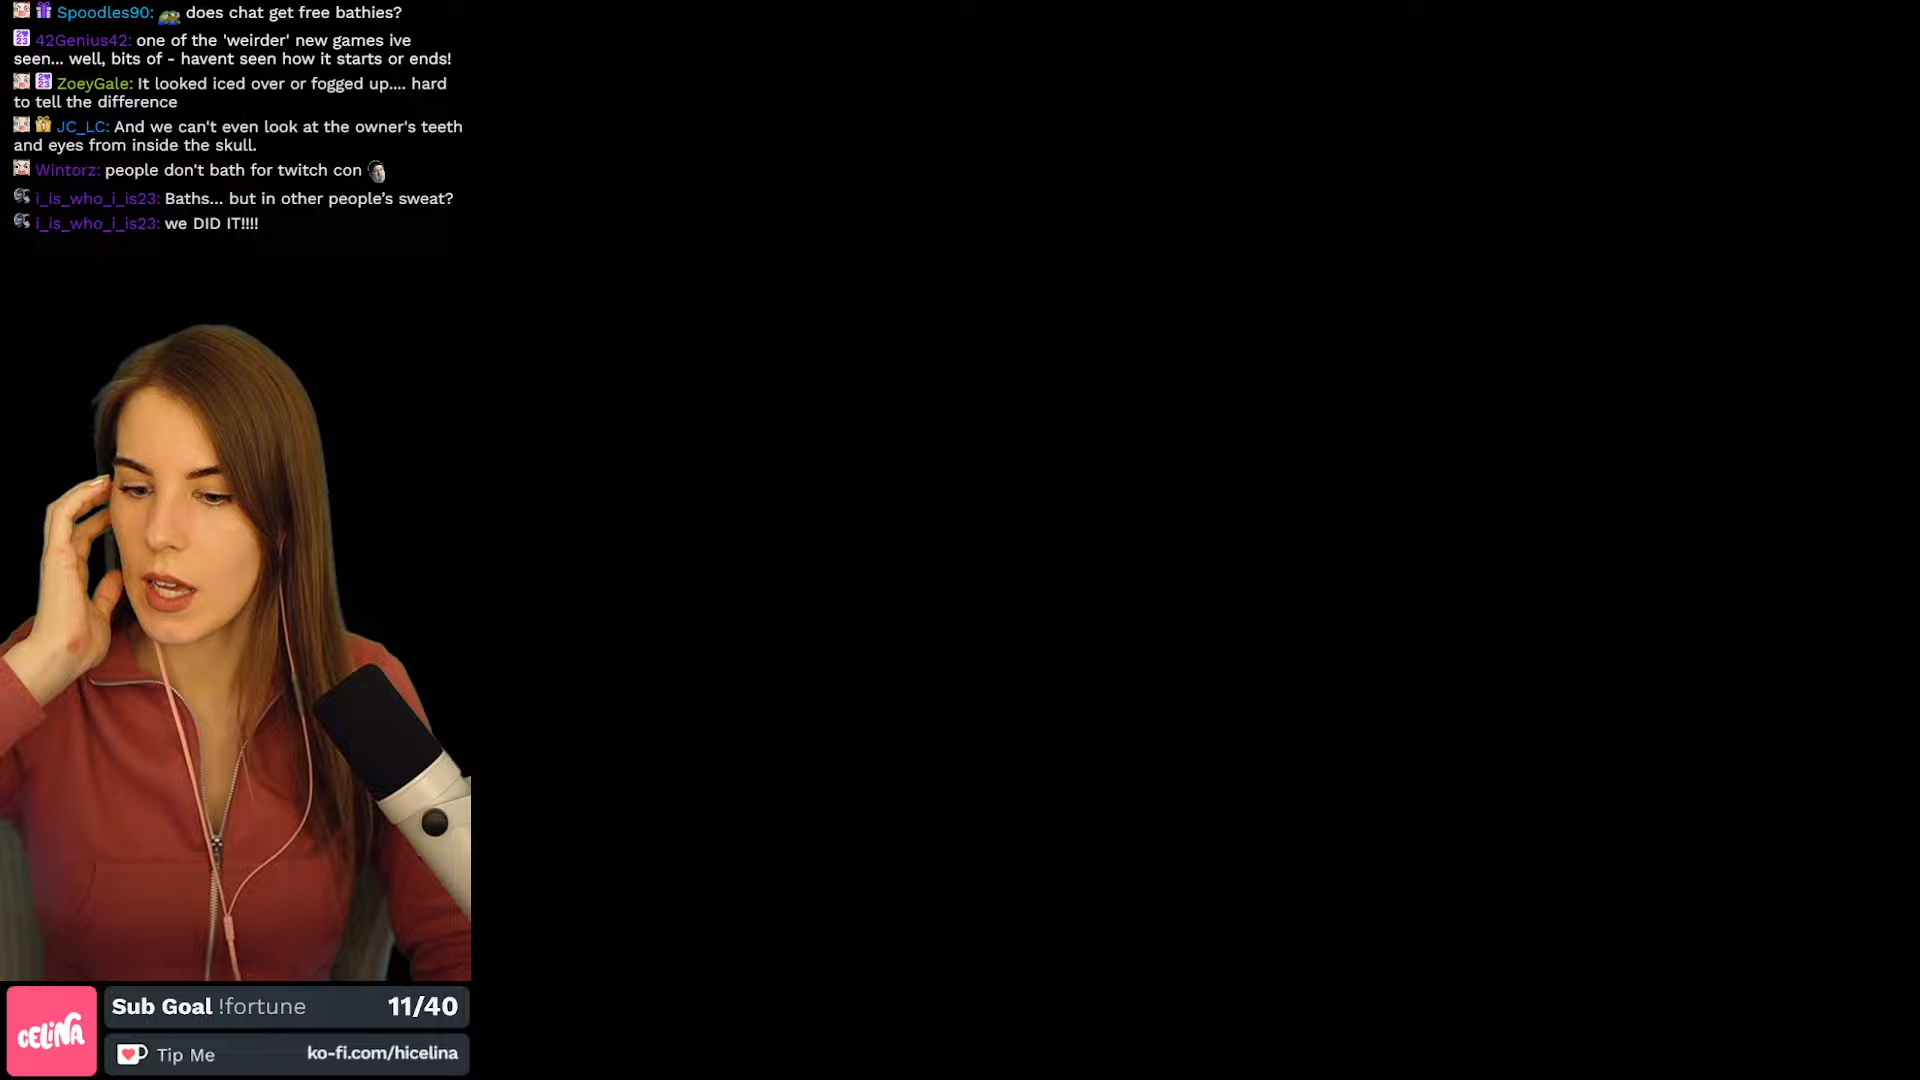 Spoodles90: does chat get free bathies?
42Genius42: one of the 'weirder' new games ive
seen... well, bits of - havent seen how it starts or ends!
ZoeyGale: It looked iced over or fogged up.... hard
to tell the difference
JC_LC: And we can't even look at the owner's teeth
and eyes from inside the skull.
Wintorz: people don't bath for twitch con
i_is_who_i_is23: Baths... but in other people’s sweat?
i_is_who_i_is23: we DID IT!!!!
CELINA
Sub Goal !fortune 11/40
Tip Me ko-fi.com/hicelina